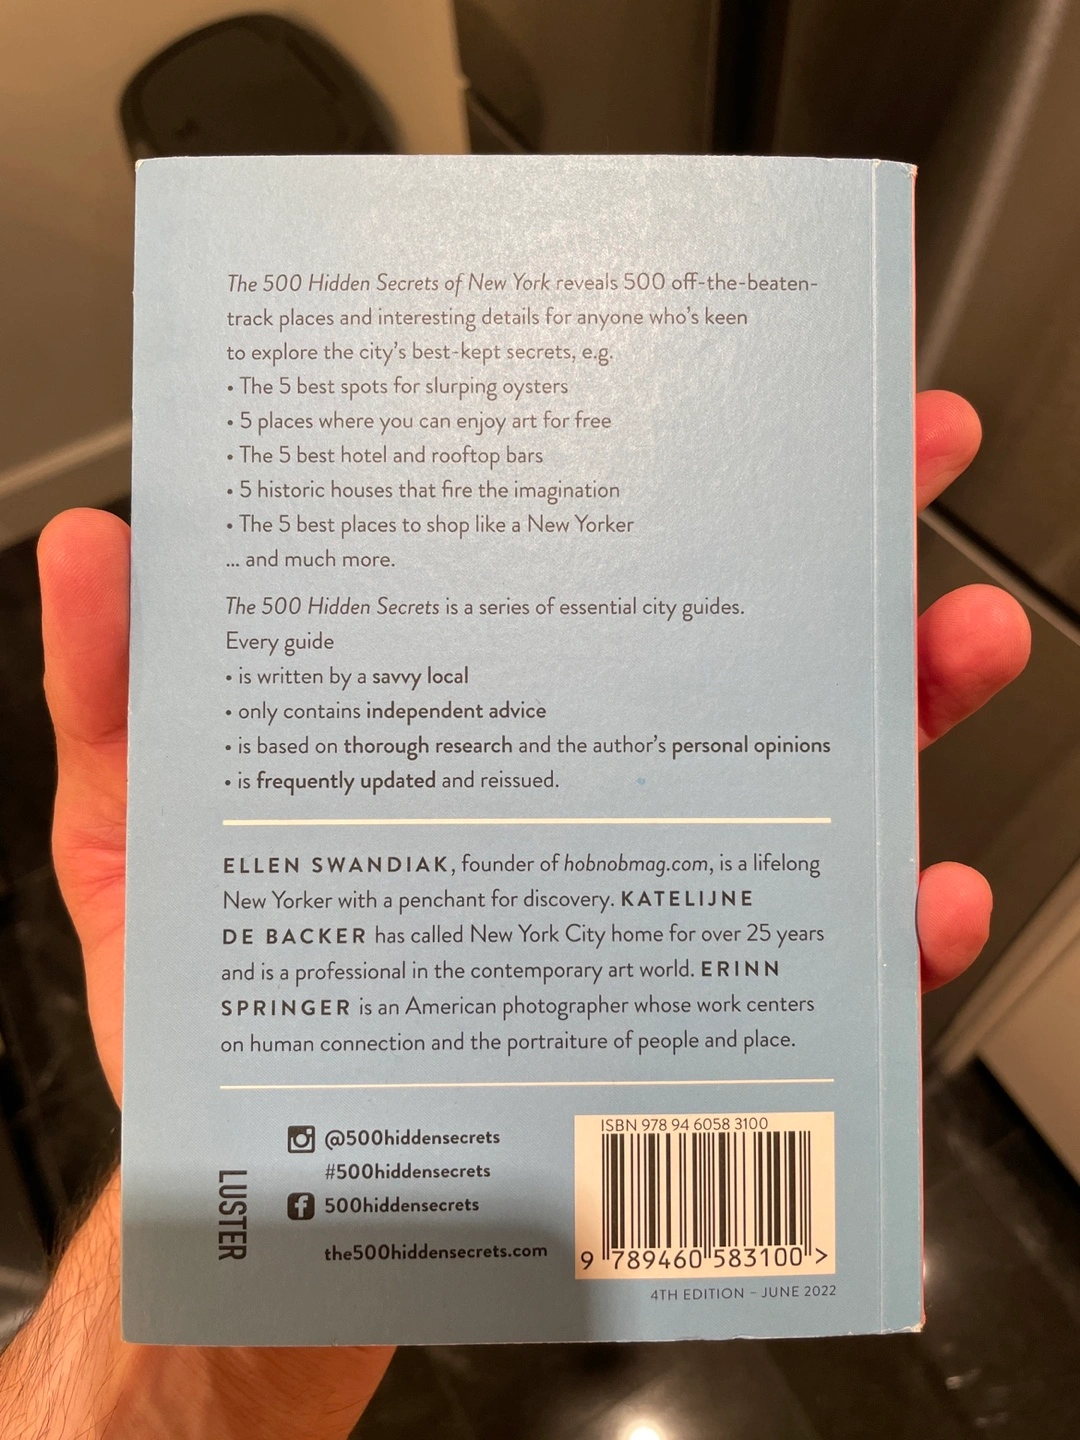 The 500 Hidden Secrets of New York reveals 500 off-the-beaten-
track places and interesting details for anyone who's keen
to explore the city's best-kept secrets, e.g.
• The 5 best spots for slurping oysters
• 5 places where you can enjoy art for free
• The 5 best hotel and rooftop bars
• 5 historic houses that fire the imagination
• The 5 best places to shop like a New Yorker
... and much more.
The 500 Hidden Secrets is a series of essential city guides.
Every guide
• is written by a savvy local
• only contains independent advice
• is based on thorough research and the author's personal opinions
• is frequently updated and reissued.
ELLEN SWANDIAK, founder of hobnobmag.com, is a lifelong
New Yorker with a penchant for discovery. KATELIJNE
DE BACKER has called New York City home for over 25 years
and is a professional in the contemporary art world. ERINN
SPRINGER is an American photographer whose work centers
on human connection and the portraiture of people and place.
LUSTER
@500hiddensecrets
#500hiddensecrets
500hiddensecrets
the500hiddensecrets.com
ISBN 978 94 6058 3100
9 789460 583100 >
4TH EDITION – JUNE 2022